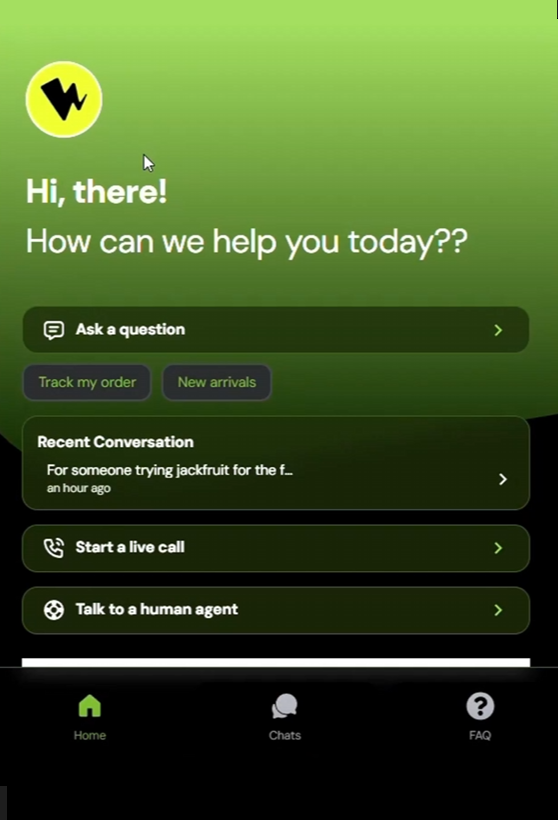 Hi, there!
How can we help you today??
Ask a question
Track my order
New arrivals
Recent Conversation
For someone trying jackfruit for the f...
an hour ago
Start a live call
Talk to a human agent
Home
Chats
FAQ